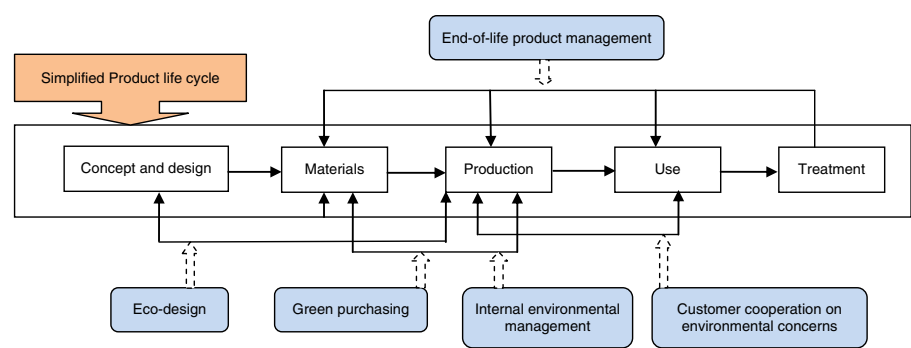 End-of-life product management
Simplified Product life cycle
Concept and design
Materials
Production
Use
Treatment
Eco-design
Green purchasing
Internal environmental
management
Customer cooperation on
environmental concerns